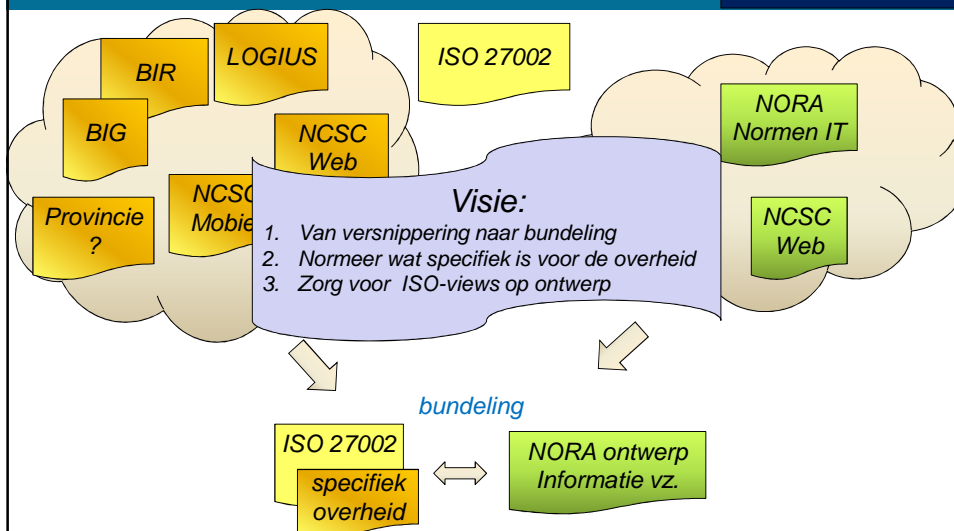 BIR
LOGIUS
ISO 27002
BIG
NCSC
Web
NORA
Normen IT
Provincie
?
NCSC
Mobie
Visie:
1. Van versnippering naar bundeling
2. Normeer wat specifiek is voor de overheid
3. Zorg voor ISO-views op ontwerp
NCSC
Web
bundeling
ISO 27002
specifiek
overheid
NORA ontwerp
Informatie vz.